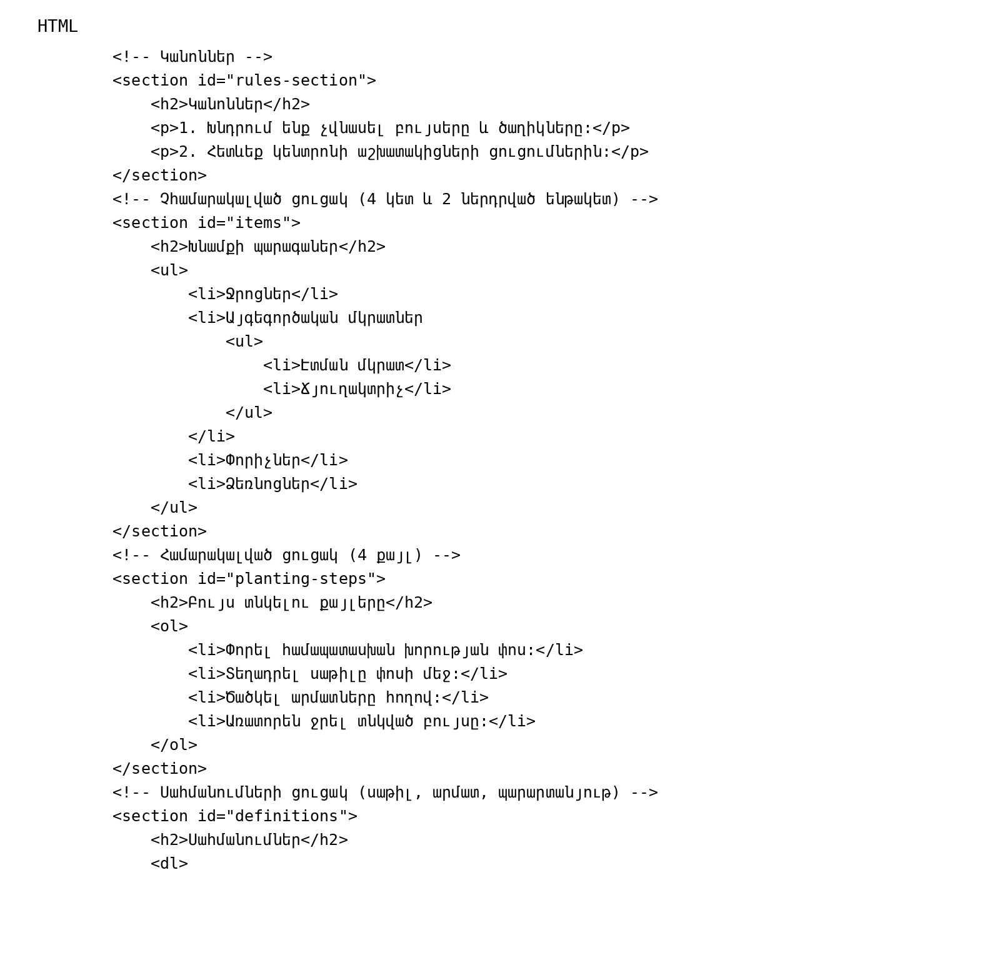 HTML
<!-- Կանոններ -->
<section id="rules-section">
<h2>Կանոններ</h2>
<p>1. Խնդրում ենք չվնասել բույսերը և ծաղիկները:</p>
<p>2. Հետևեք կենտրոնի աշխատակիցների ցուցումներին:</p>
</section>
<!-- Չհամարակալված ցուցակ (4 կետ և 2 ներդրված ենթակետ) -->
<section id="items">
<h2>Խնամքի պարագաներ</h2>
<ul>
<li>Ջրոցներ</li>
<li>Այգեգործական մկրատներ
<ul>
<li>Էտման մկրատ</li>
<li>Ճյուղակտրիչ</li>
</ul>
</li>
<li>Փորիչներ</li>
<li>Ձեռնոցներ</li>
</ul>
</section>
<!-- Համարակալված ցուցակ (4 քայլ) -->
<section id="planting-steps">
<h2>Բույս տնկելու քայլերը</h2>
<ol>
<li>Փորել համապատասխան խորության փոս:</li>
<li>Տեղադրել սաթիլը փոսի մեջ:</li>
<li>Ծածկել արմատները հողով:</li>
<li>Առատորեն ջրել տնկված բույսը:</li>
</ol>
</section>
<!-- Սահմանումների ցուցակ (սաթիլ, արմատ, պարարտանյութ) -->
<section id="definitions">
<h2>Սահմանումներ</h2>
<dl>